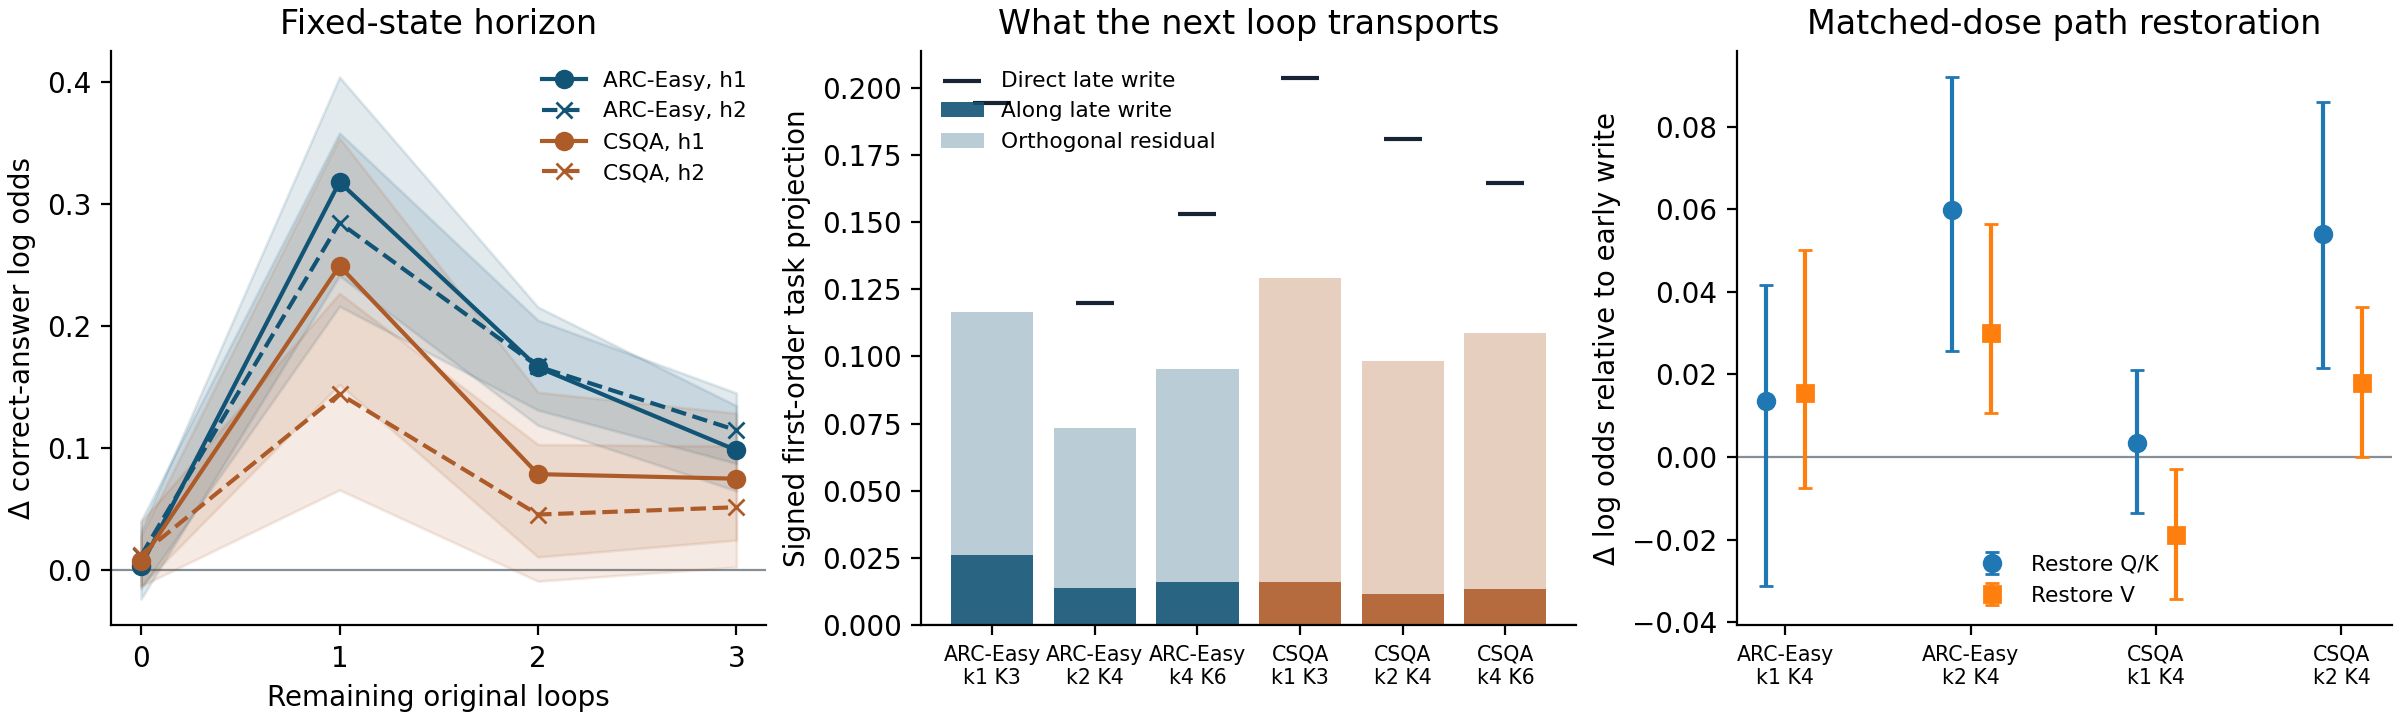 Fixed-state horizon
Δ correct-answer log odds
0.4
0.3
0.2
0.1
0.0
0
1
2
3
Remaining original loops
ARC-Easy, h1
ARC-Easy, h2
CSQA, h1
CSQA, h2
What the next loop transports
Signed first-order task projection
0.200
0.175
0.150
0.125
0.100
0.075
0.050
0.025
0.000
Direct late write
Along late write
Orthogonal residual
ARC-Easy
k1 K3
ARC-Easy
k2 K4
ARC-Easy
k4 K6
CSQA
k1 K3
CSQA
k2 K4
CSQA
k4 K6
Matched-dose path restoration
Δ log odds relative to early write
0.08
0.06
0.04
0.02
0.00
−0.02
−0.04
Restore Q/K
Restore V
ARC-Easy
k1 K4
ARC-Easy
k2 K4
CSQA
k1 K4
CSQA
k2 K4